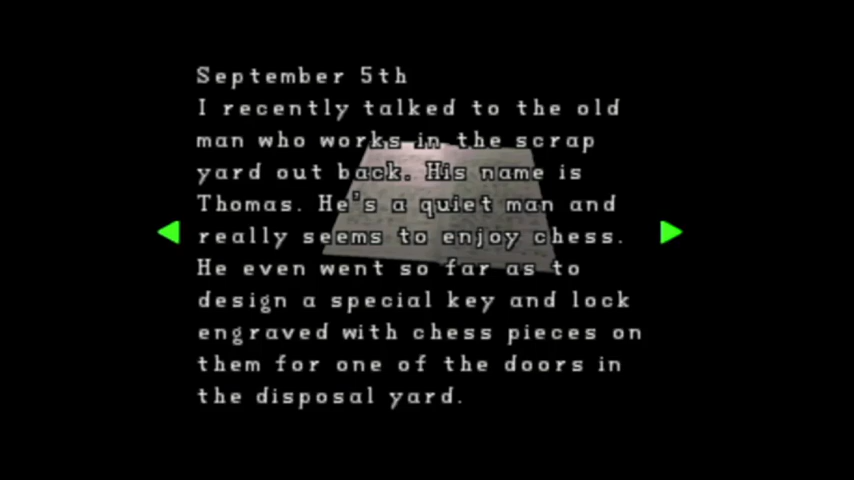 September 5th
I recently talked to the old
man who works in the scrap
yard out back. His name is
Thomas. He's a quiet man and
really seems to enjoy chess.
He even went so far as to
design a special key and lock
engraved with chess pieces on
them for one of the doors in
the disposal yard.